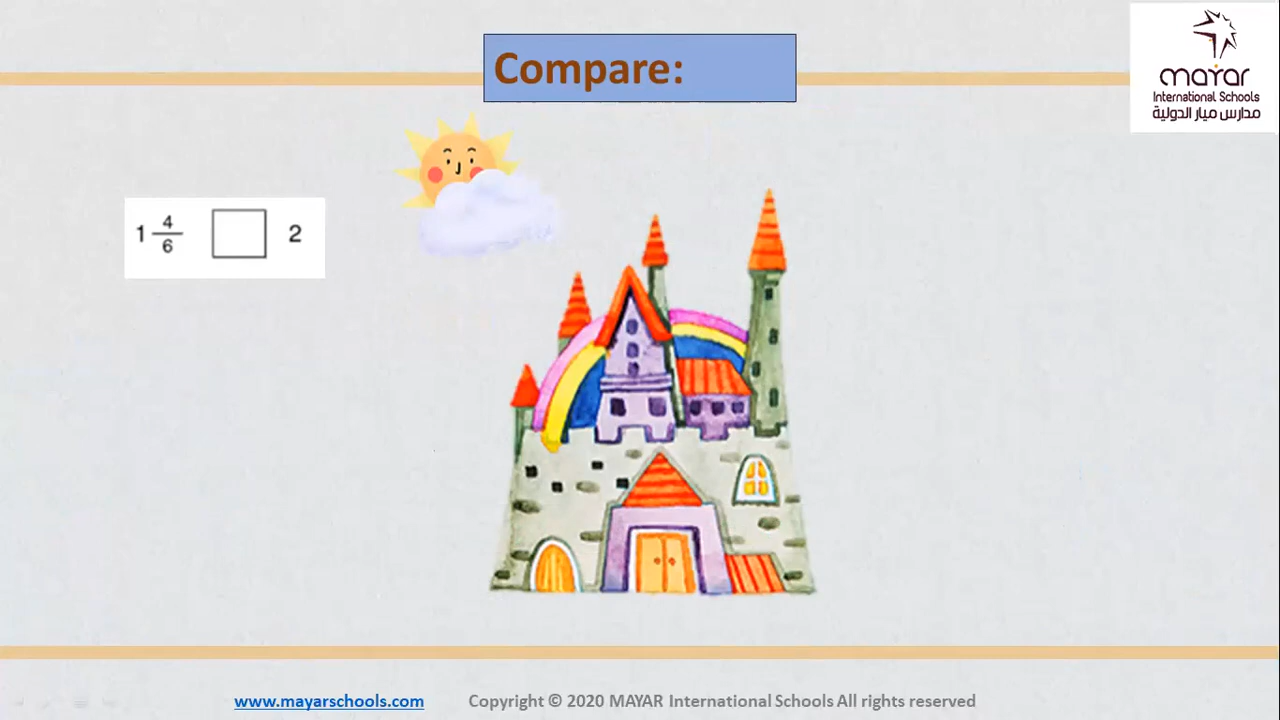 Compare:
mayar
International Schools
مدارس ميار الدولية
1 4/6 □ 2
www.mayarschools.com Copyright © 2020 MAYAR International Schools All rights reserved